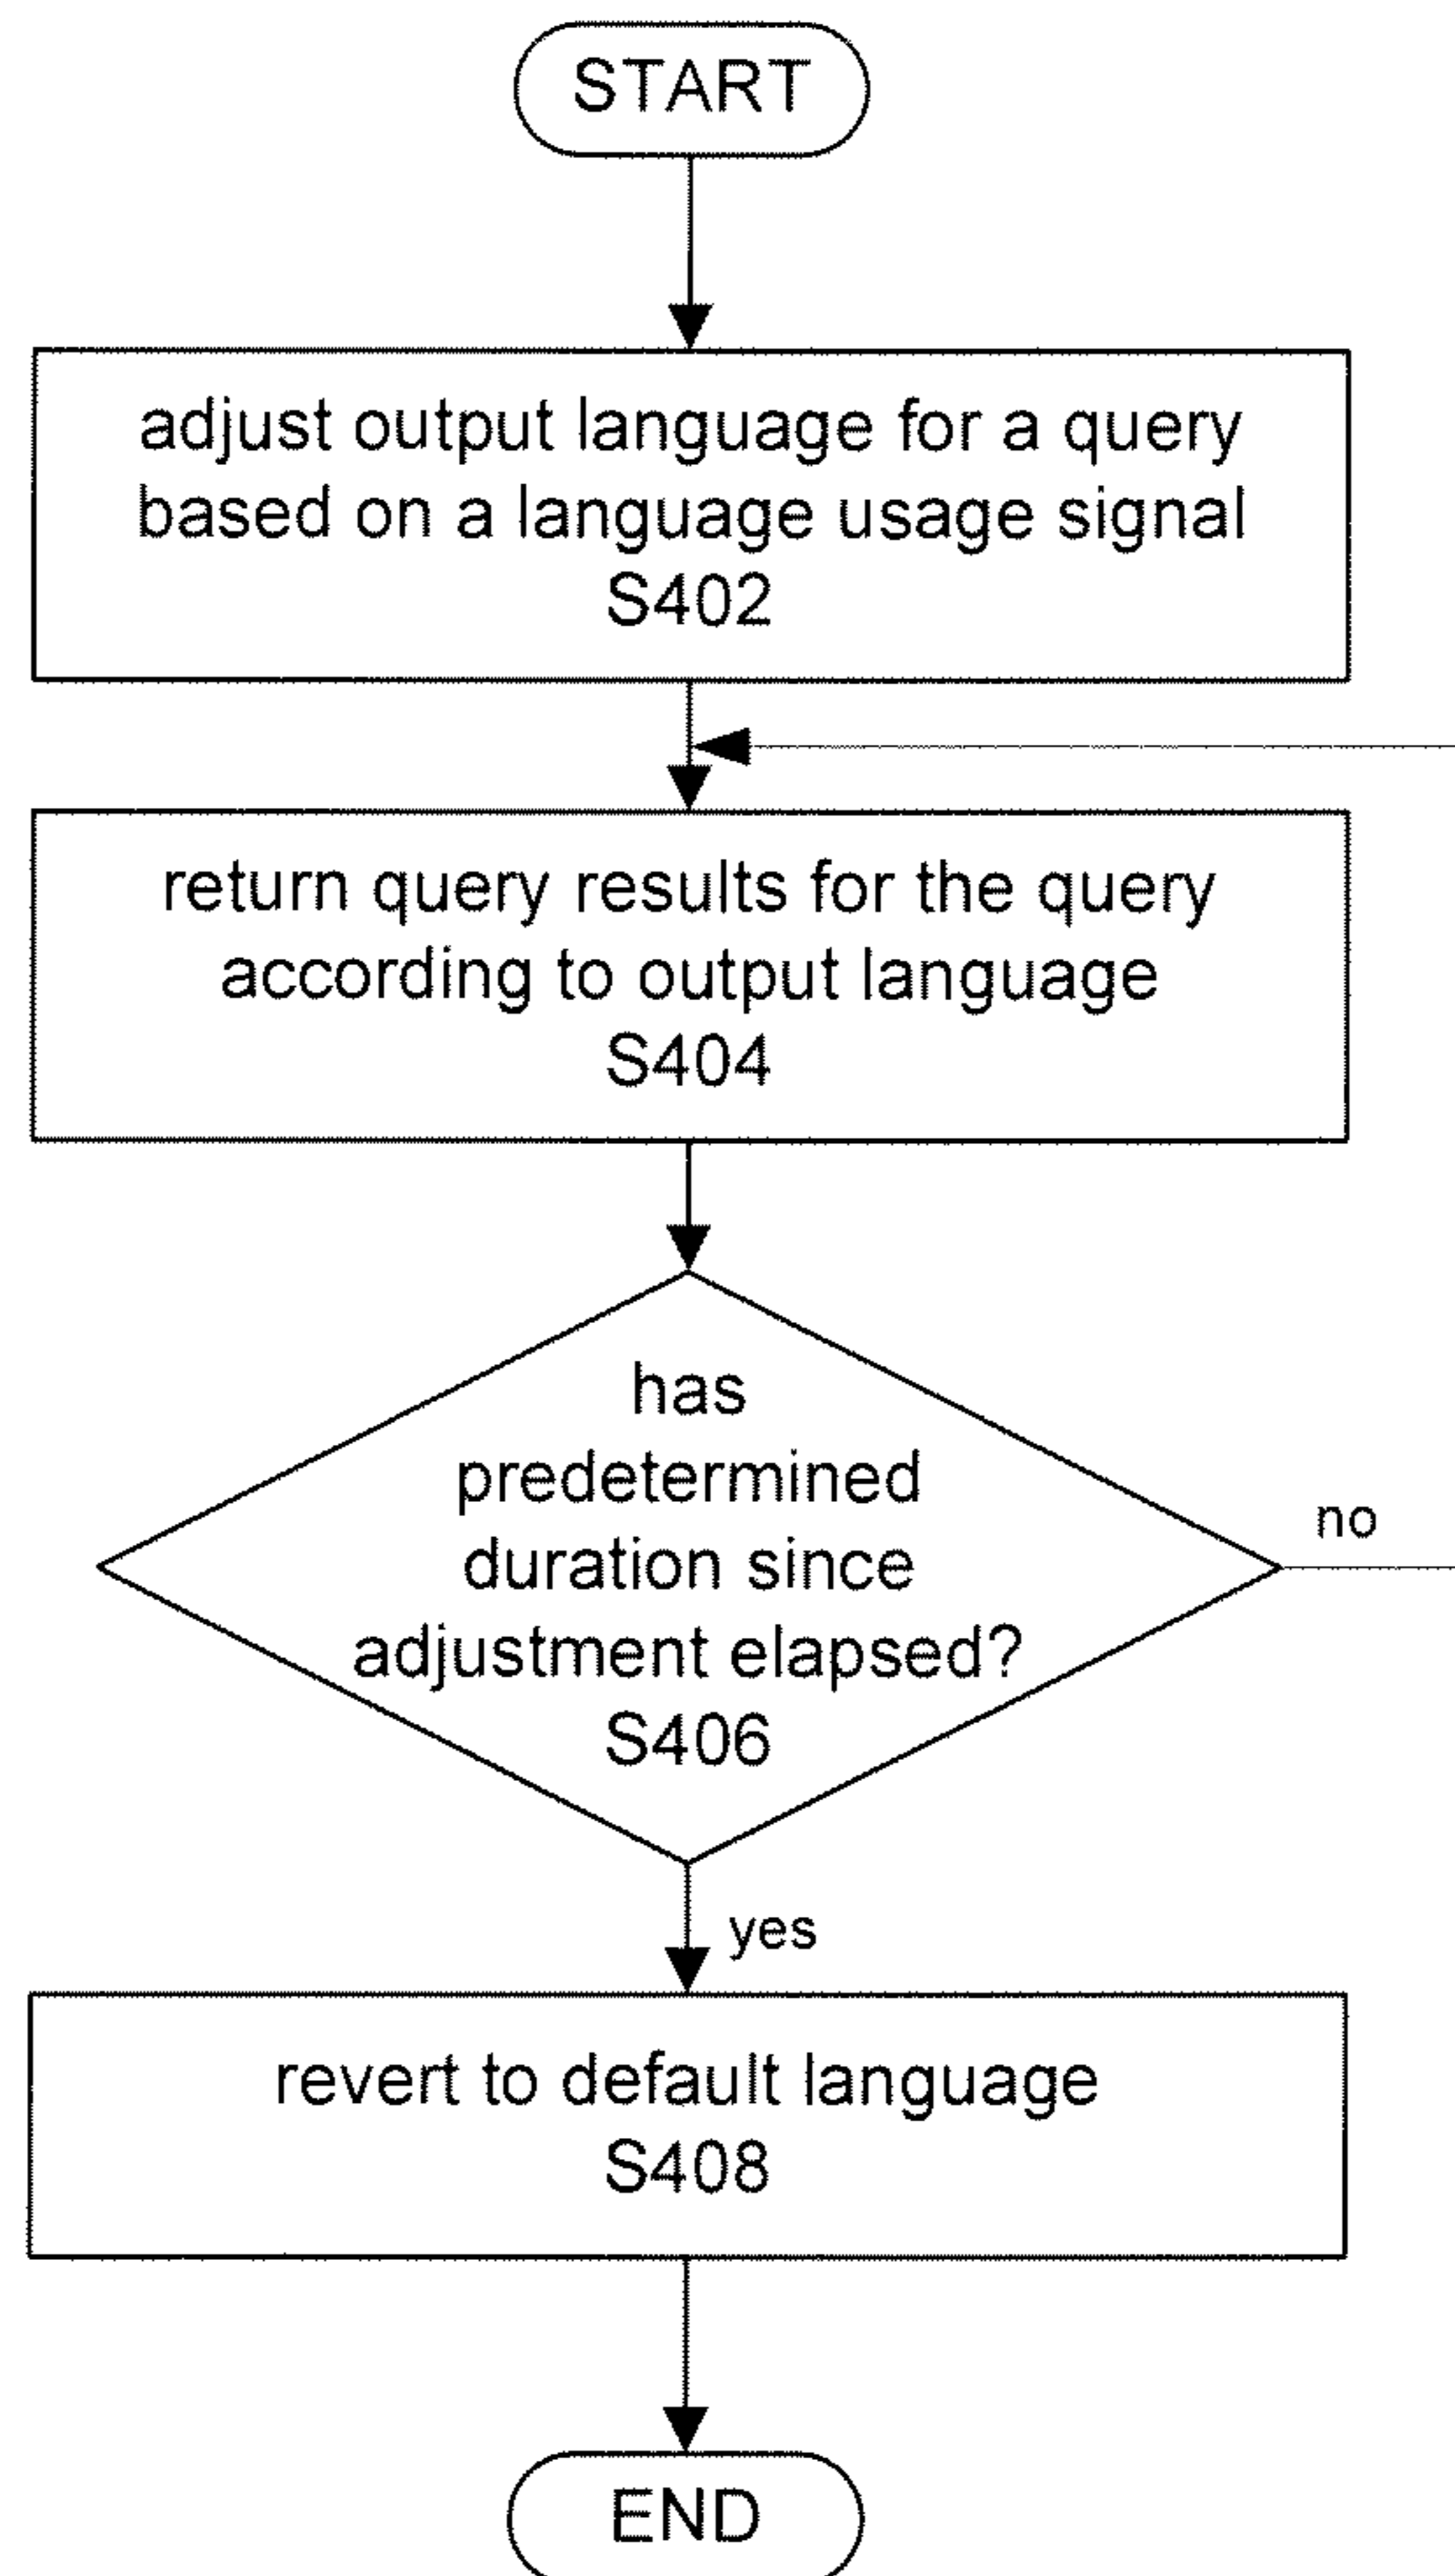 START
adjust output language for a query
based on a language usage signal
S402
return query results for the query
according to output language
S404
has
predetermined
duration since
adjustment elapsed?
S406
no
yes
revert to default language
S408
END